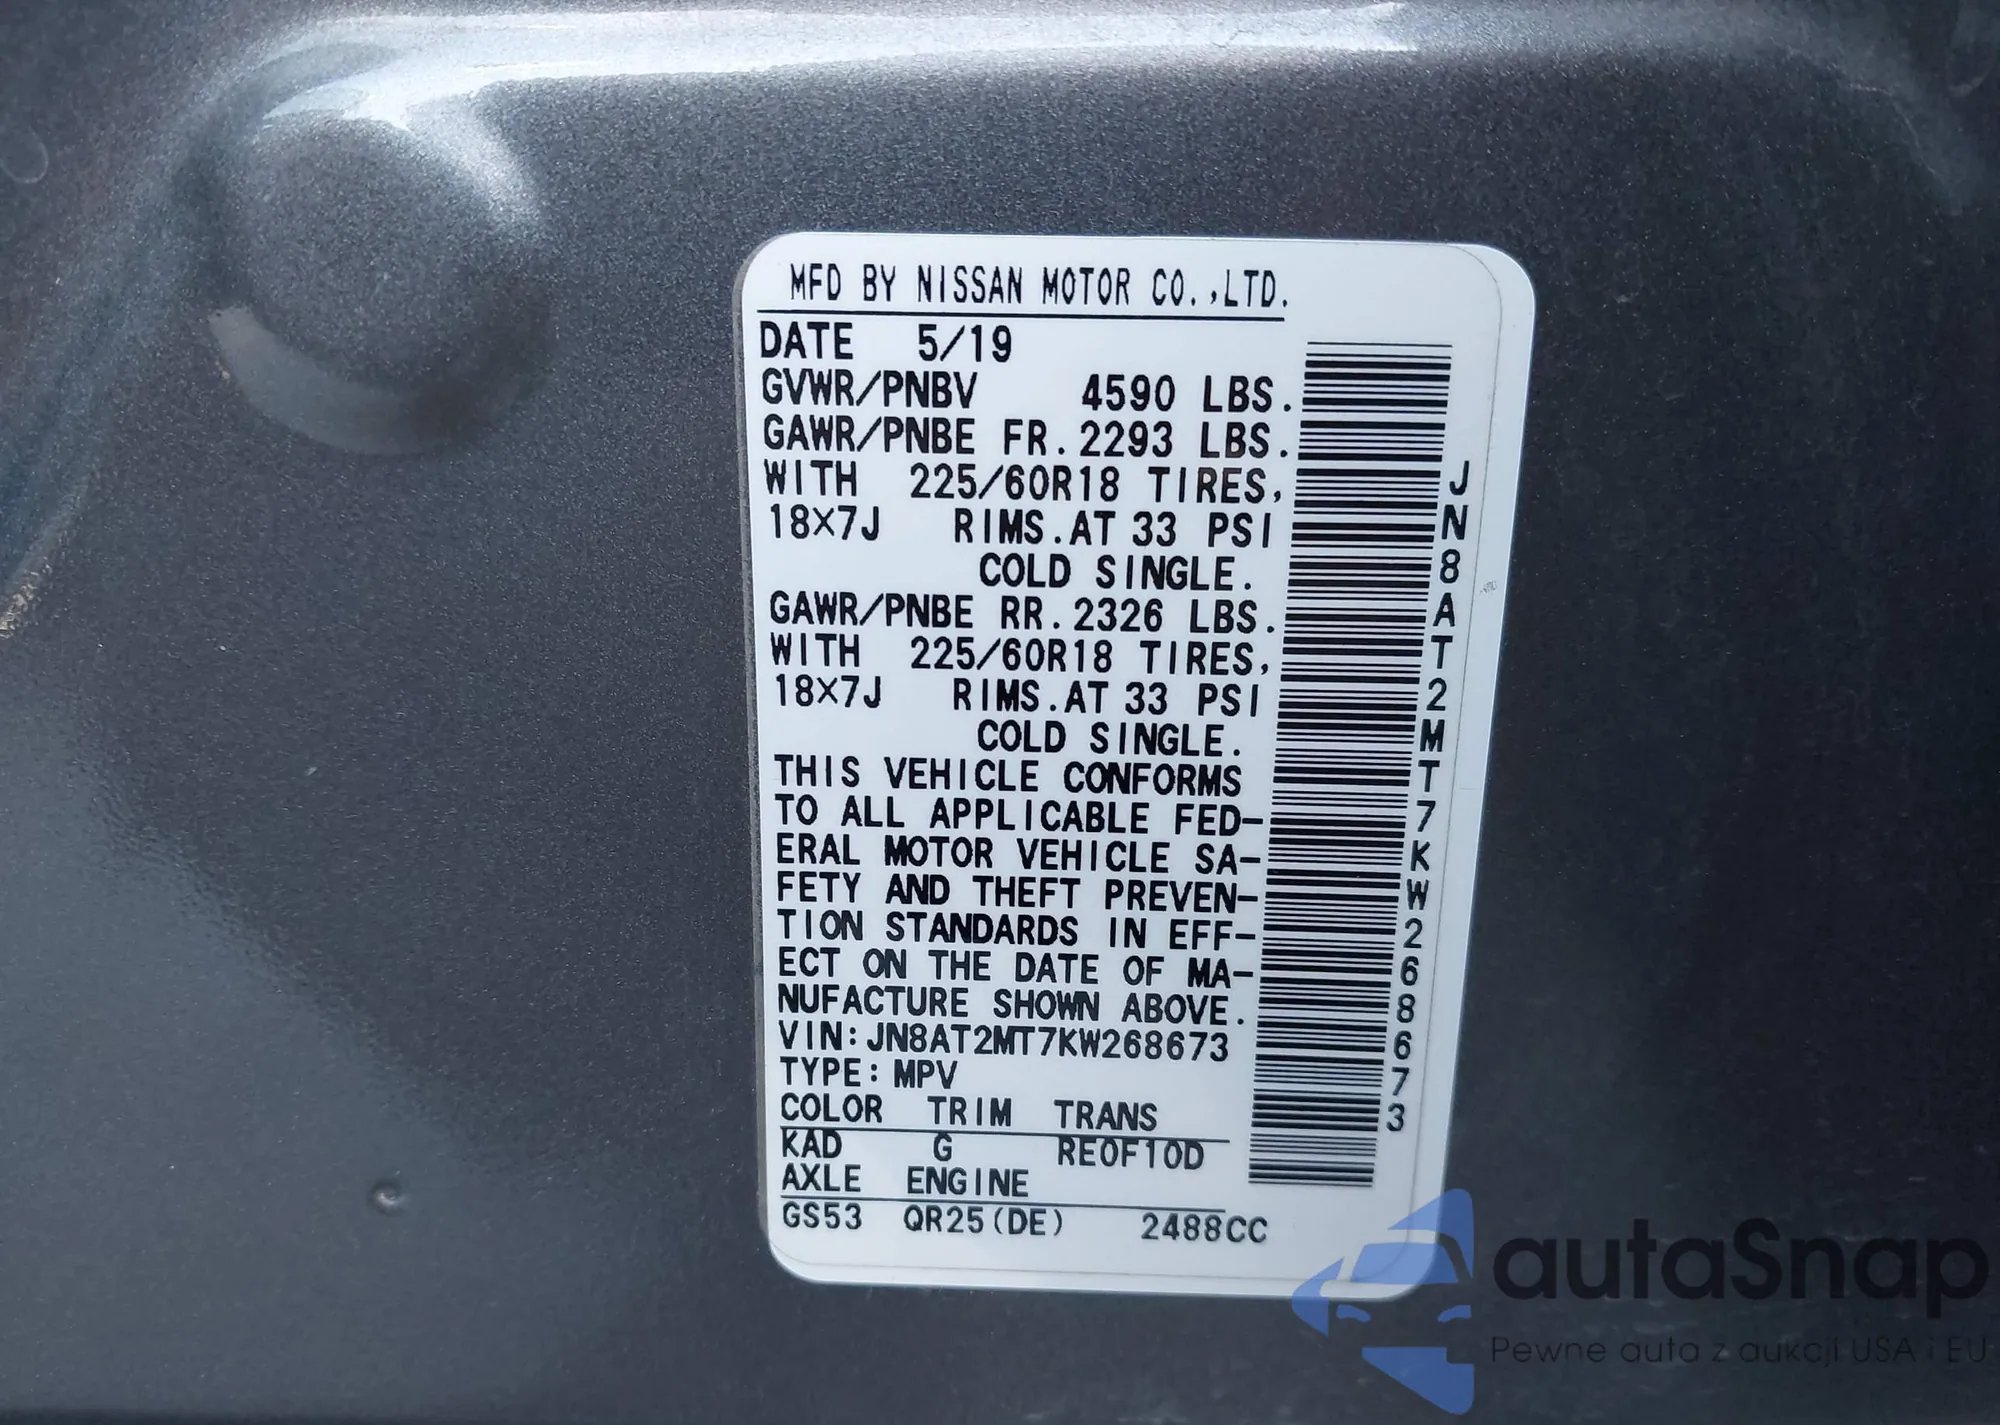 MFD BY NISSAN MOTOR CO.,LTD.
DATE 5/19
GVWR/PNBV 4590 LBS.
GAWR/PNBE FR. 2293 LBS.
WITH 225/60R18 TIRES,
18×7J RIMS. AT 33 PSI
COLD SINGLE.
GAWR/PNBE RR. 2326 LBS.
WITH 225/60R18 TIRES,
18×7J RIMS. AT 33 PSI
COLD SINGLE.
THIS VEHICLE CONFORMS
TO ALL APPLICABLE FED-
ERAL MOTOR VEHICLE SA-
FETY AND THEFT PREVEN-
TION STANDARDS IN EFF-
ECT ON THE DATE OF MA-
NUFACTURE SHOWN ABOVE.
VIN: JN8AT2MT7KW268673
TYPE: MPV
COLOR TRIM TRANS
KAD G RE0F10D
AXLE ENGINE
GS53 QR25(DE) 2488CC
JN8AT2MT7KW268673
autaSnap
Pewne auta z aukcji USA i EU